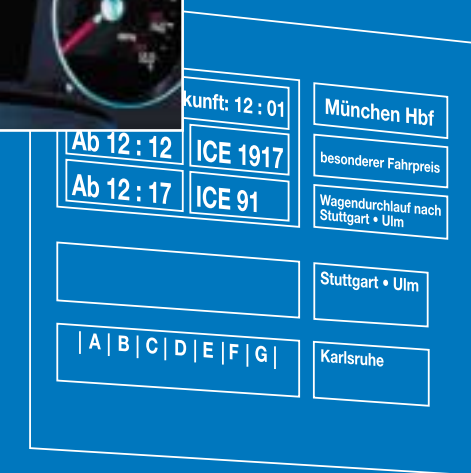 kunft: 12 : 01
München Hbf
Ab 12 : 12
ICE 1917
besonderer Fahrpreis
Ab 12 : 17
ICE 91
Wagendurchlauf nach
Stuttgart • Ulm
Stuttgart • Ulm
| A | B | C | D | E | F | G |
Karlsruhe